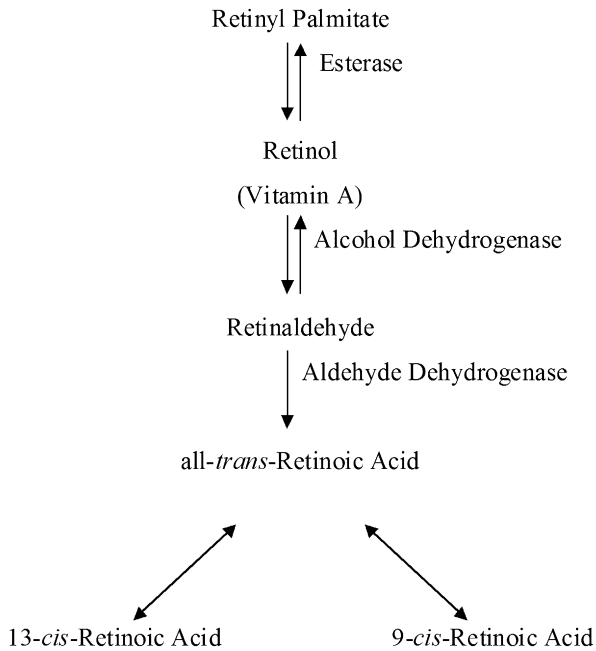 Retinyl Palmitate
Esterase
Retinol
(Vitamin A)
Alcohol Dehydrogenase
Retinaldehyde
Aldehyde Dehydrogenase
all-trans-Retinoic Acid
13-cis-Retinoic Acid
9-cis-Retinoic Acid